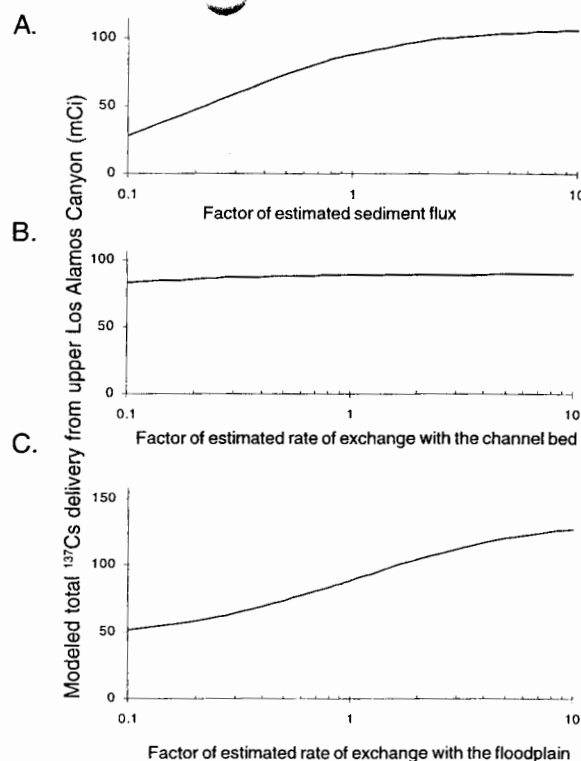 A.
100
50
0
0.1
1
10
Factor of estimated sediment flux
B.
100
50
0
0.1
1
10
Factor of estimated rate of exchange with the channel bed
C.
150
100
50
0
0.1
1
10
Factor of estimated rate of exchange with the floodplain
Modeled total ¹³⁷Cs delivery from upper Los Alamos Canyon (mCi)